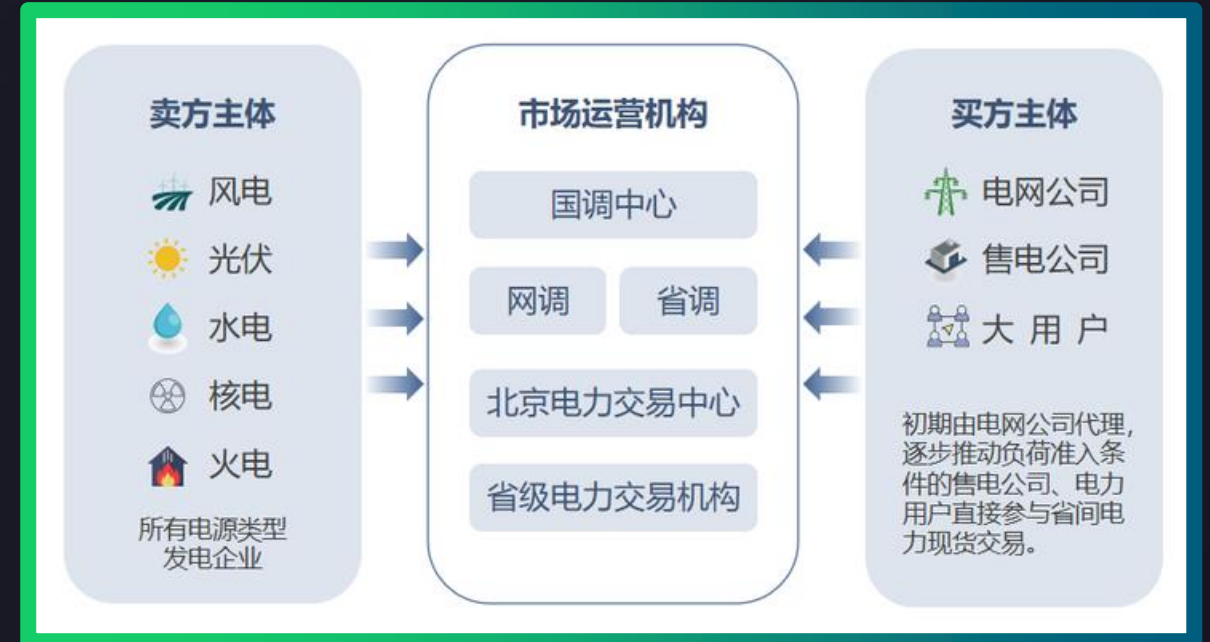 卖方主体
风电
光伏
水电
核电
火电
所有电源类型
发电企业
市场运营机构
国调中心
网调
省调
北京电力交易中心
省级电力交易机构
买方主体
电网公司
售电公司
大用户
初期由电网公司代理,
逐步推动负荷准入条
件的售电公司、电力
用户直接参与省间电
力现货交易。